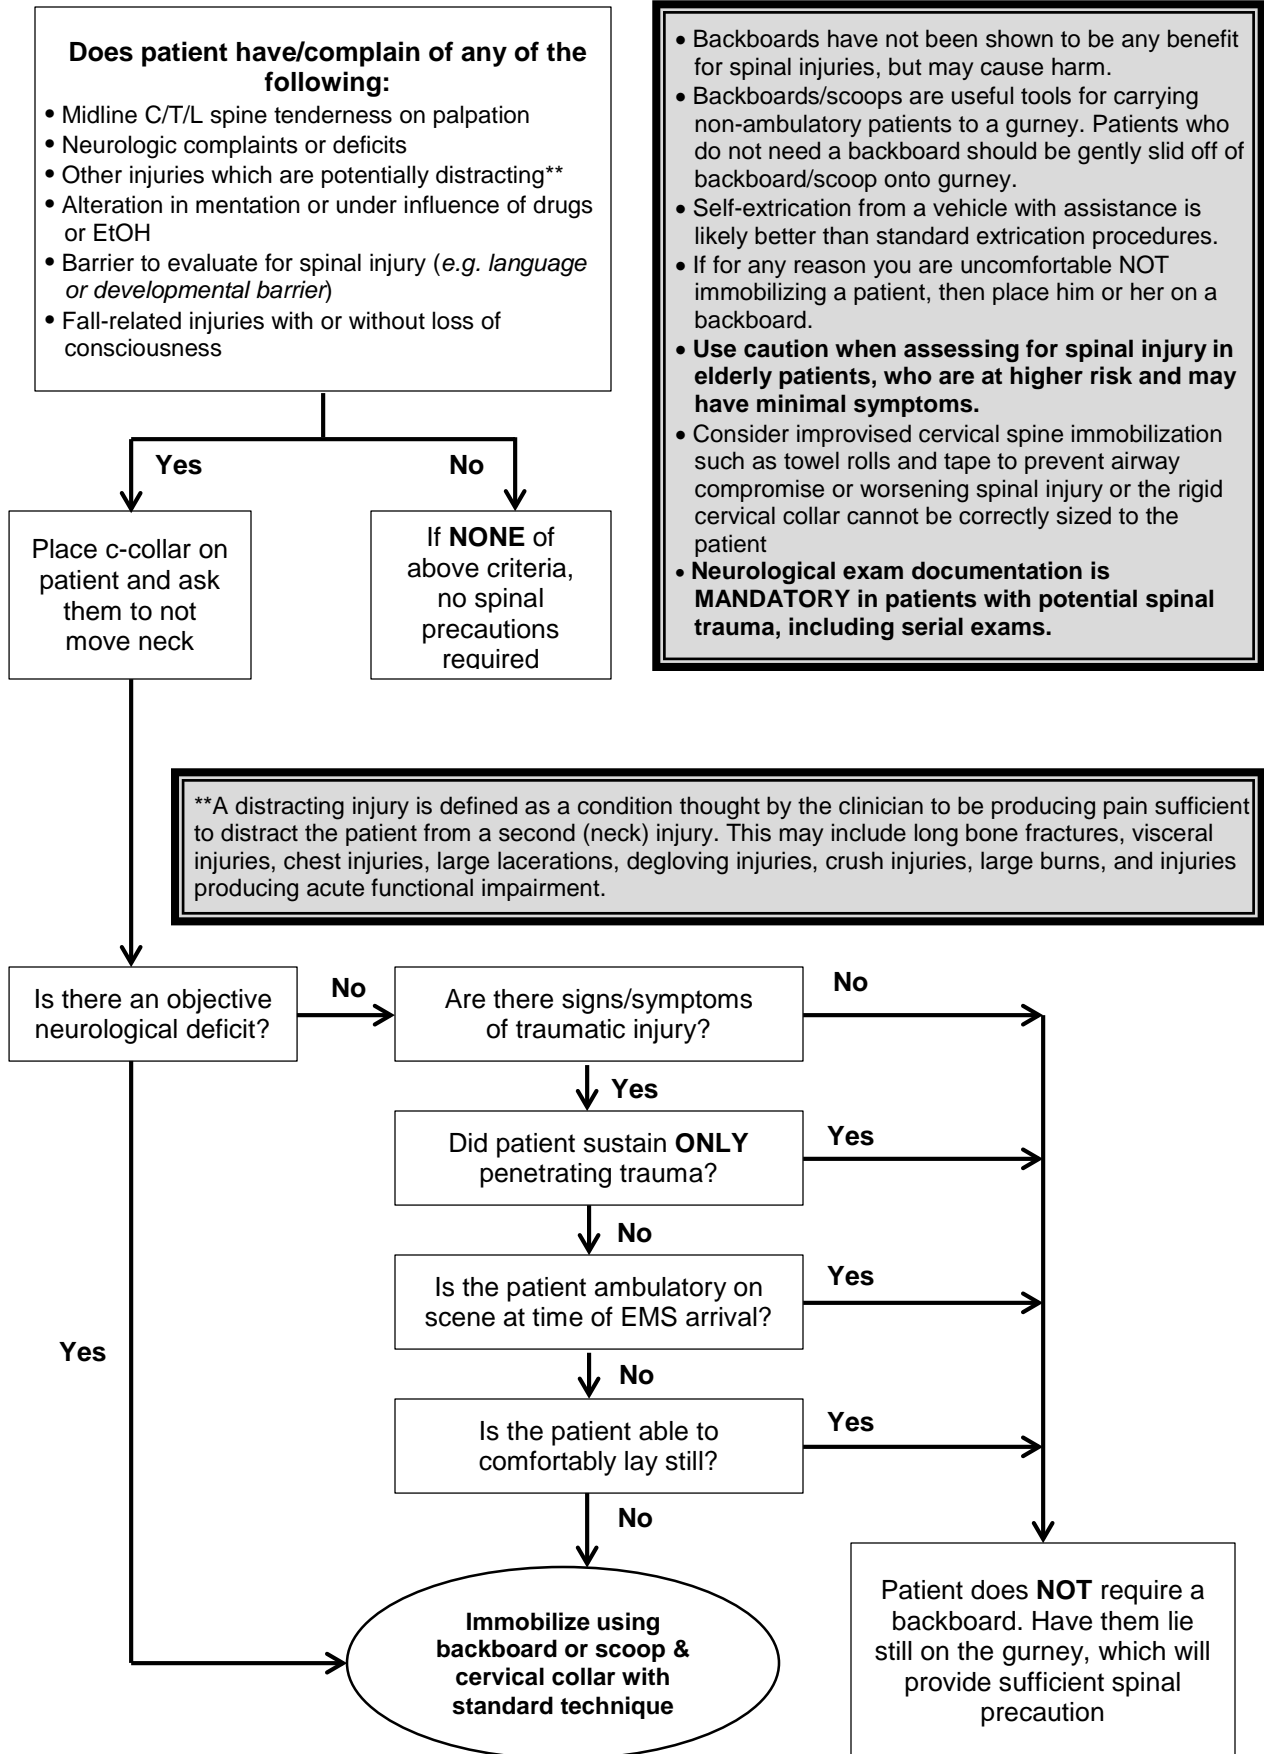 Does patient have/complain of any of the
following:
• Midline C/T/L spine tenderness on palpation
• Neurologic complaints or deficits
• Other injuries which are potentially distracting**
• Alteration in mentation or under influence of drugs
or EtOH
• Barrier to evaluate for spinal injury (e.g. language
or developmental barrier)
• Fall-related injuries with or without loss of
consciousness
• Backboards have not been shown to be any benefit
for spinal injuries, but may cause harm.
• Backboards/scoops are useful tools for carrying
non-ambulatory patients to a gurney. Patients who
do not need a backboard should be gently slid off of
backboard/scoop onto gurney.
• Self-extrication from a vehicle with assistance is
likely better than standard extrication procedures.
• If for any reason you are uncomfortable NOT
immobilizing a patient, then place him or her on a
backboard.
• Use caution when assessing for spinal injury in
elderly patients, who are at higher risk and may
have minimal symptoms.
• Consider improvised cervical spine immobilization
such as towel rolls and tape to prevent airway
compromise or worsening spinal injury or the rigid
cervical collar cannot be correctly sized to the
patient
• Neurological exam documentation is
MANDATORY in patients with potential spinal
trauma, including serial exams.
Yes
No
Place c-collar on
patient and ask
them to not
move neck
If NONE of
above criteria,
no spinal
precautions
required
**A distracting injury is defined as a condition thought by the clinician to be producing pain sufficient
to distract the patient from a second (neck) injury. This may include long bone fractures, visceral
injuries, chest injuries, large lacerations, degloving injuries, crush injuries, large burns, and injuries
producing acute functional impairment.
Is there an objective
neurological deficit?
No
Are there signs/symptoms
of traumatic injury?
No
Yes
Did patient sustain ONLY
penetrating trauma?
Yes
No
Is the patient ambulatory on
scene at time of EMS arrival?
Yes
Yes
No
Is the patient able to
comfortably lay still?
Yes
No
Immobilize using
backboard or scoop &
cervical collar with
standard technique
Patient does NOT require a
backboard. Have them lie
still on the gurney, which will
provide sufficient spinal
precaution